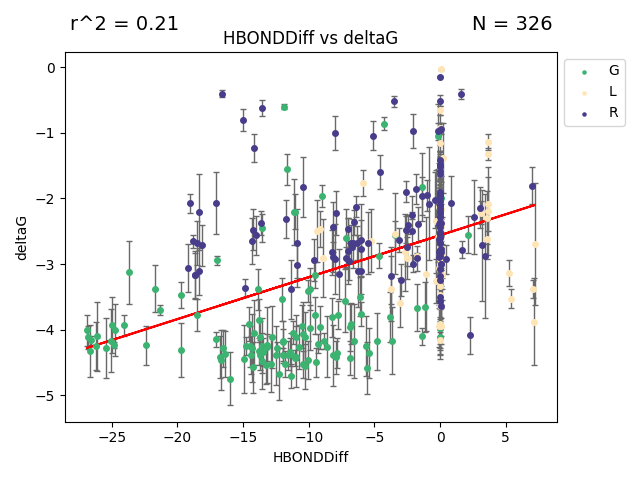 r^2 = 0.21 N = 326
HBONDDiff vs deltaG
G
L
R
0
−1
−2
−3
−4
−5
deltaG
−25 −20 −15 −10 −5 0 5
HBONDDiff